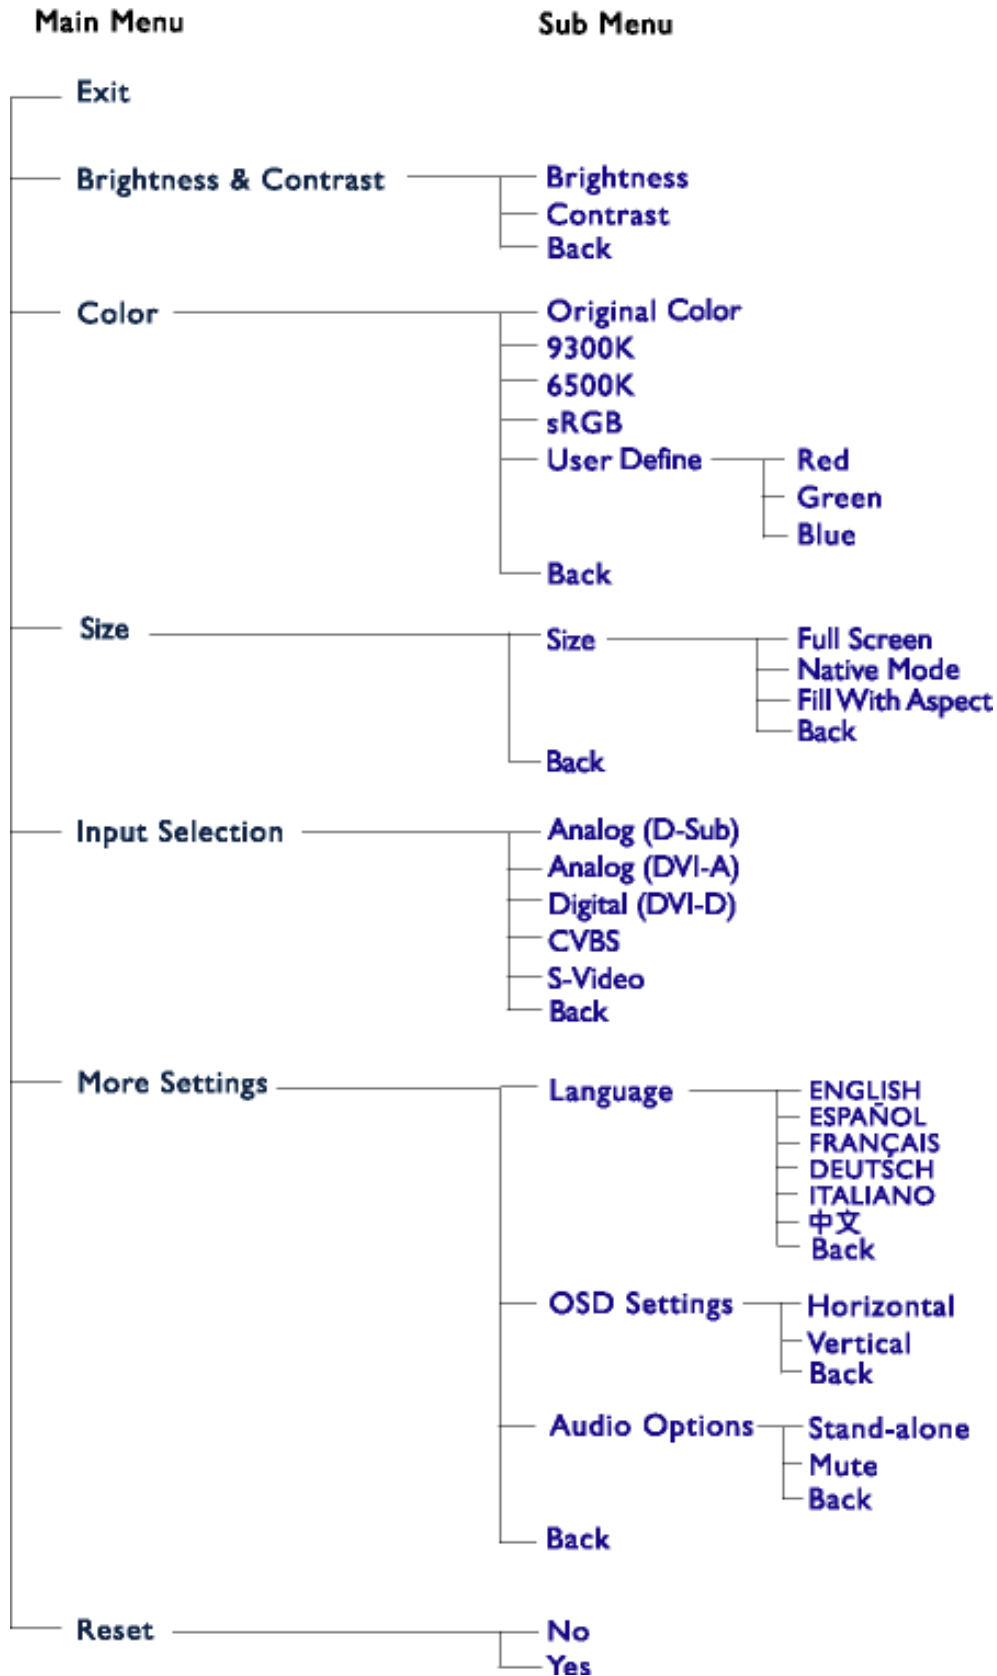 Main Menu
Sub Menu
Exit
Brightness & Contrast
Brightness
Contrast
Back
Color
Original Color
9300K
6500K
sRGB
User Define
Red
Green
Blue
Back
Size
Size
Full Screen
Native Mode
Fill With Aspect
Back
Back
Input Selection
Analog (D-Sub)
Analog (DVI-A)
Digital (DVI-D)
CVBS
S-Video
Back
More Settings
Language
ENGLISH
ESPAÑOL
FRANÇAIS
DEUTSCH
ITALIANO
中文
Back
OSD Settings
Horizontal
Vertical
Back
Audio Options
Stand-alone
Mute
Back
Back
Reset
No
Yes